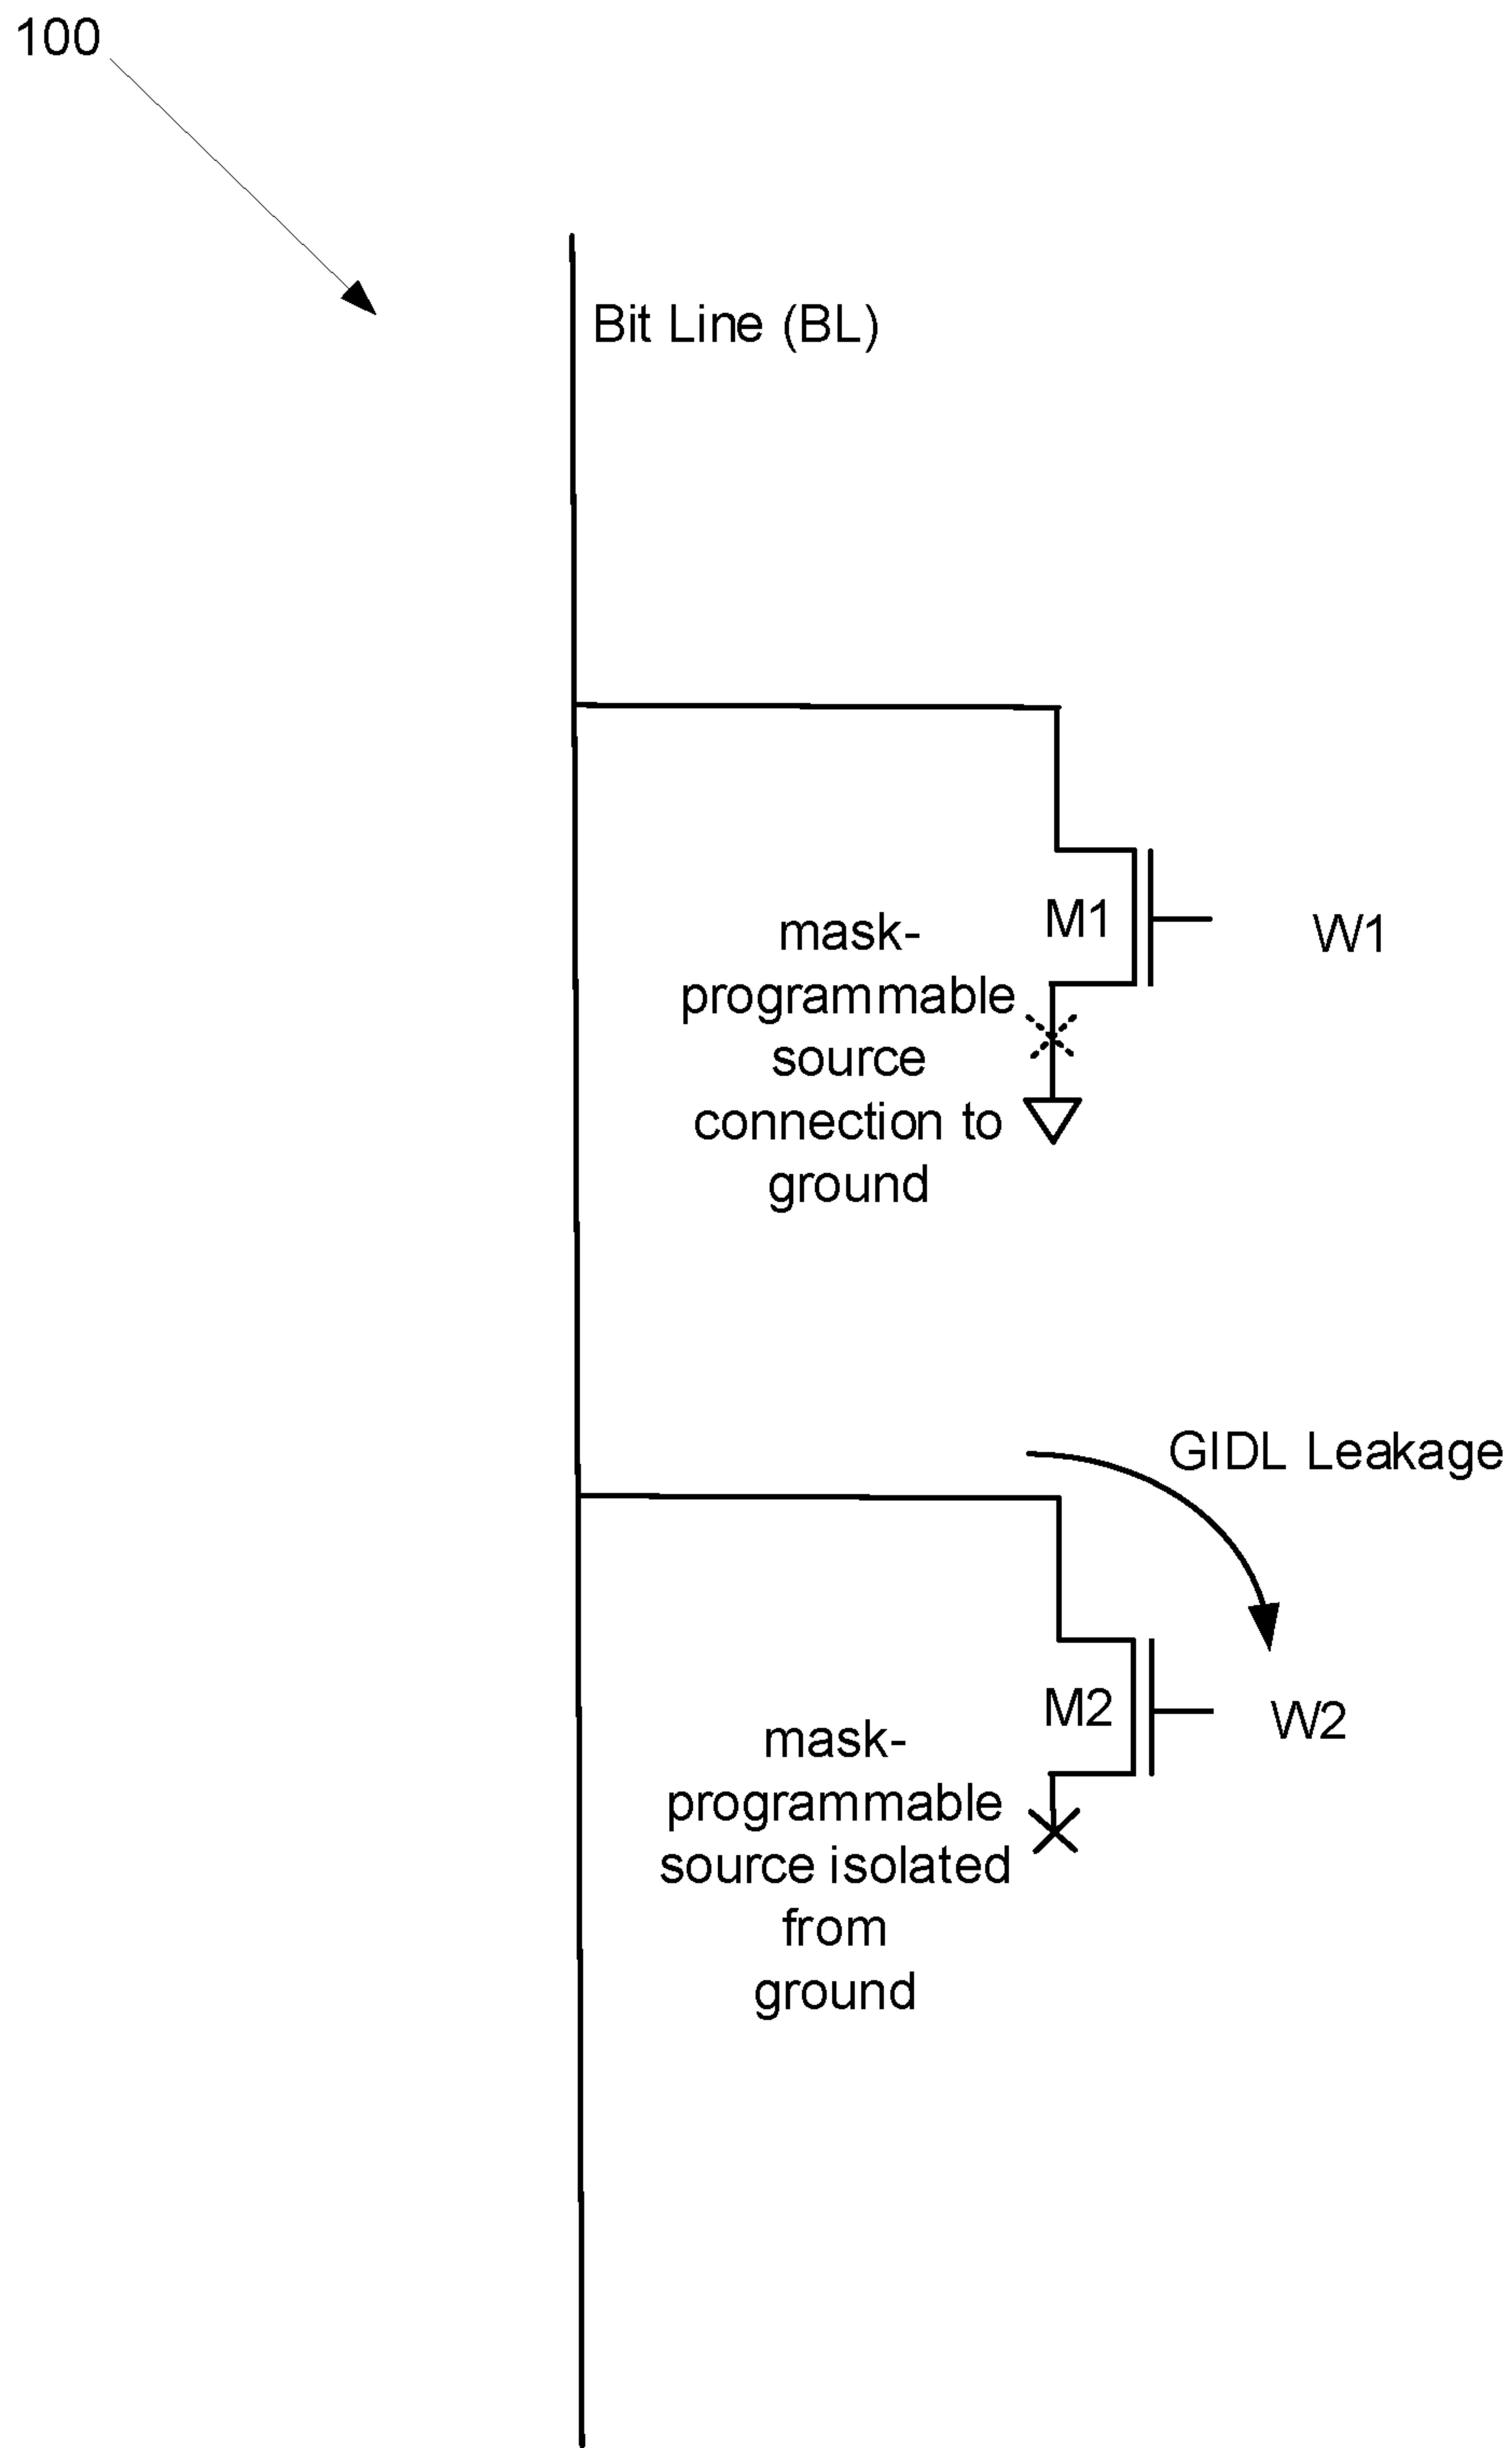 100
Bit Line (BL)
M1
W1
mask-
programmable
source
connection to
ground
GIDL Leakage
M2
W2
mask-
programmable
source isolated
from
ground